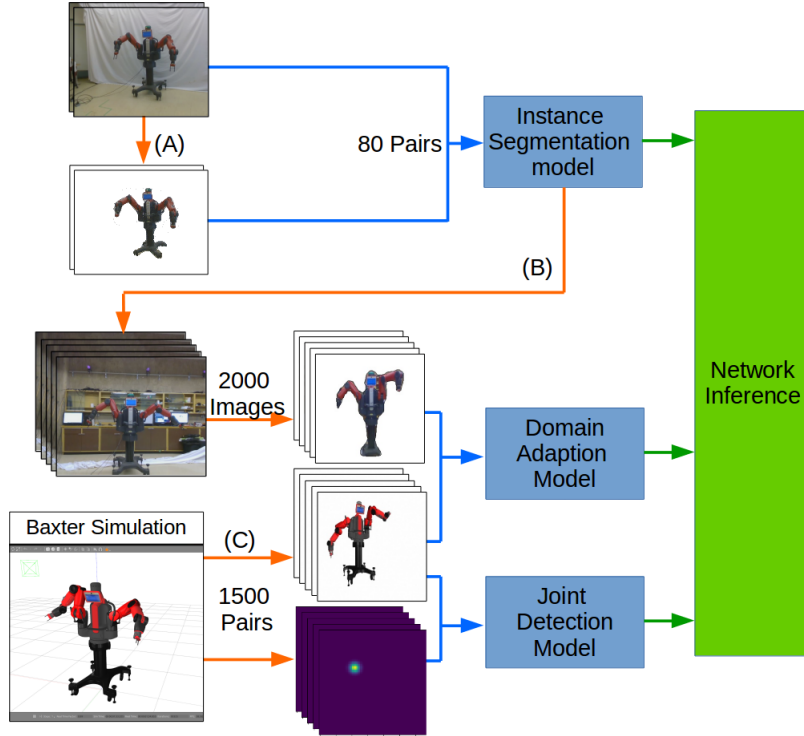 (A)
80 Pairs
Instance
Segmentation
model
(B)
2000
Images
Domain
Adaption
Model
Network
Inference
Baxter Simulation
(C)
1500
Pairs
Joint
Detection
Model